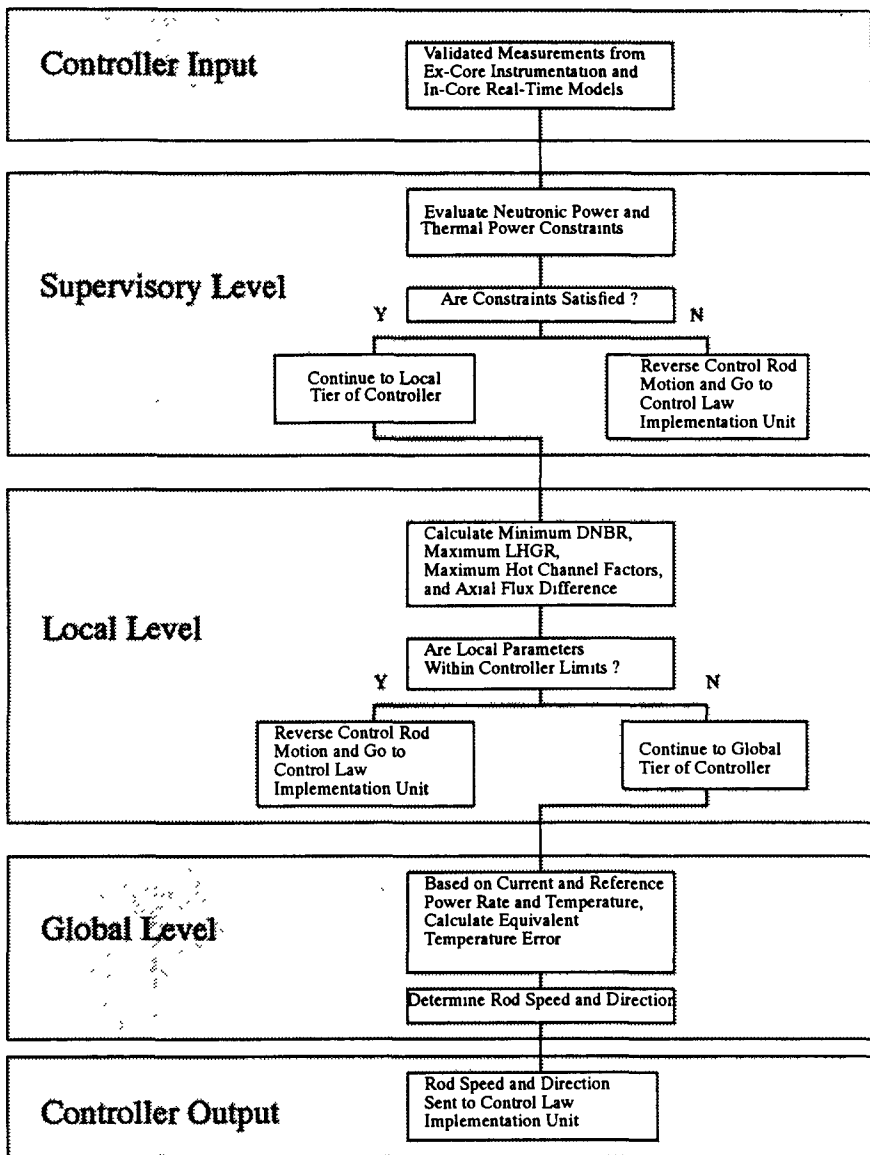 Controller Input
Validated Measurements from
Ex-Core Instrumentation and
In-Core Real-Time Models
Supervisory Level
Evaluate Neutronic Power and
Thermal Power Constraints
Are Constraints Satisfied ?
Y
N
Continue to Local
Tier of Controller
Reverse Control Rod
Motion and Go to
Control Law
Implementation Unit
Local Level
Calculate Minimum DNBR,
Maximum LHGR,
Maximum Hot Channel Factors,
and Axial Flux Difference
Are Local Parameters
Within Controller Limits ?
Y
N
Reverse Control Rod
Motion and Go to
Control Law
Implementation Unit
Continue to Global
Tier of Controller
Global Level
Based on Current and Reference
Power Rate and Temperature,
Calculate Equivalent
Temperature Error
Determine Rod Speed and Direction
Controller Output
Rod Speed and Direction
Sent to Control Law
Implementation Unit